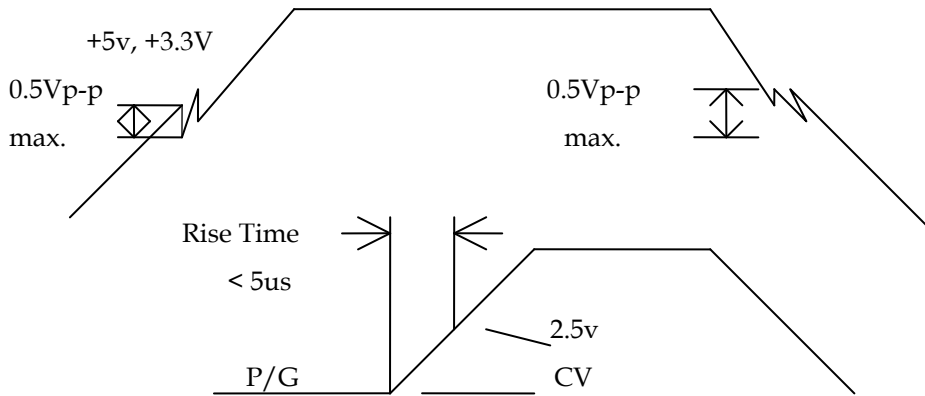 +5v, +3.3V
0.5Vp-p
max.
0.5Vp-p
max.
Rise Time
< 5us
2.5v
P/G
CV